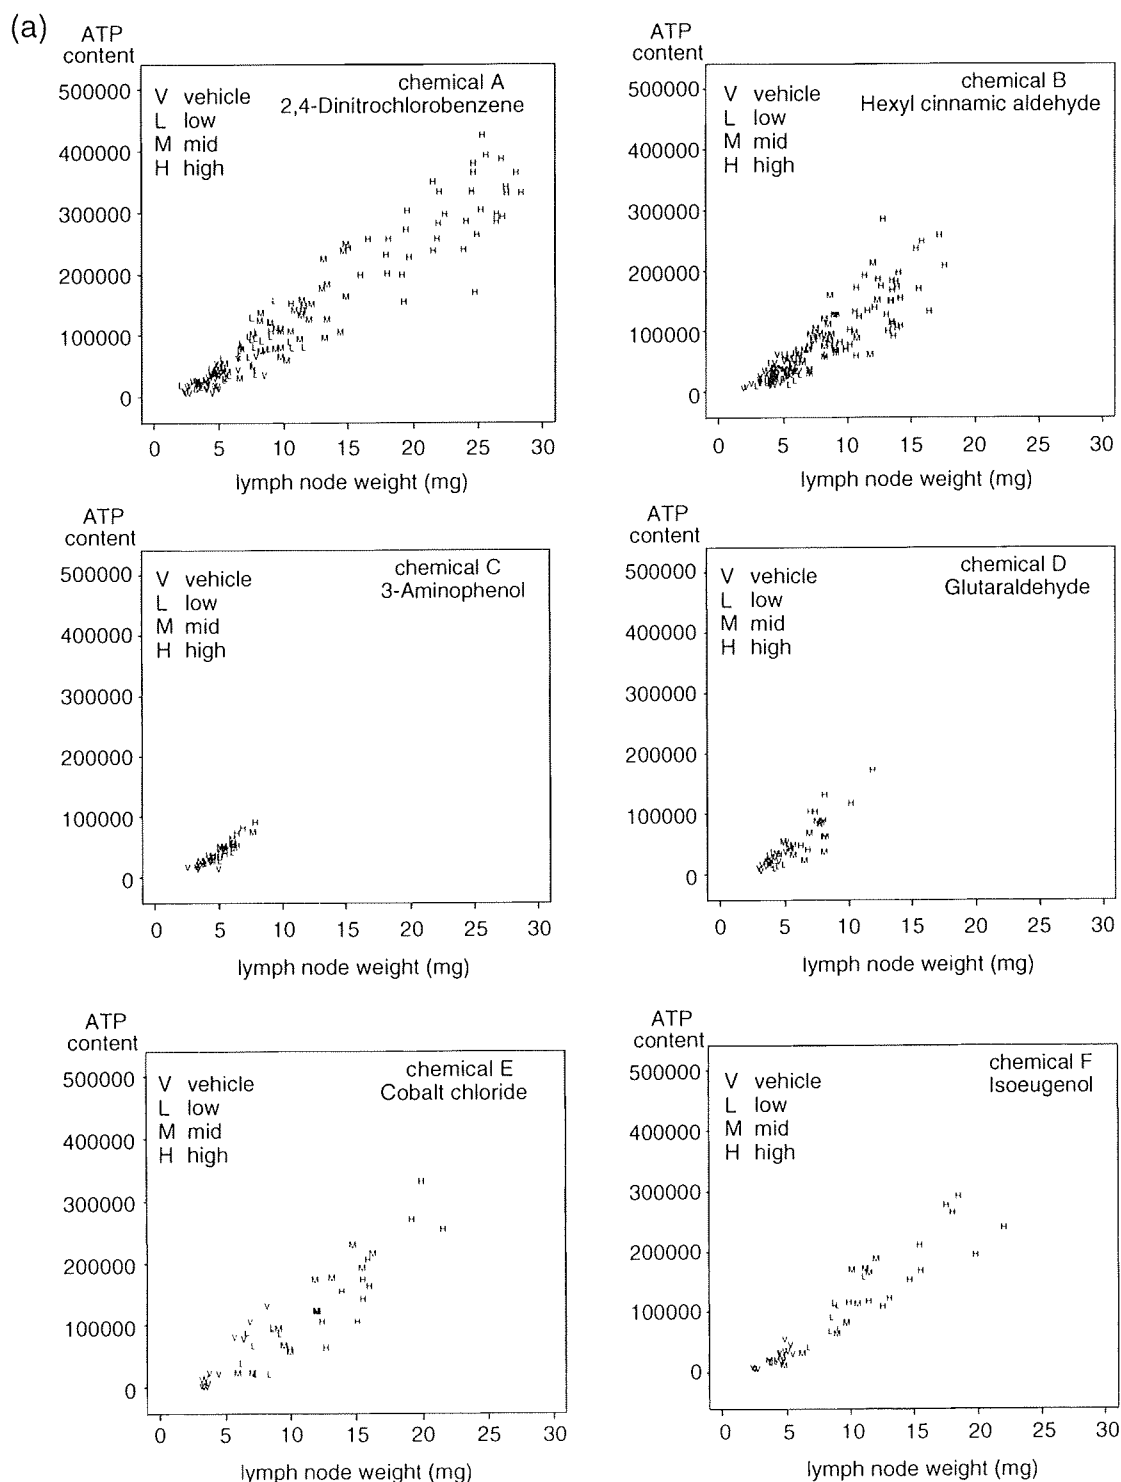 (a)
ATP
content
chemical A
2,4-Dinitrochlorobenzene
V vehicle
L low
M mid
H high
500000
400000
300000
200000
100000
0
0 5 10 15 20 25 30
lymph node weight (mg)
ATP
content
chemical B
Hexyl cinnamic aldehyde
V vehicle
L low
M mid
H high
500000
400000
300000
200000
100000
0
0 5 10 15 20 25 30
lymph node weight (mg)
ATP
content
chemical C
3-Aminophenol
V vehicle
L low
M mid
H high
500000
400000
300000
200000
100000
0
0 5 10 15 20 25 30
lymph node weight (mg)
ATP
content
chemical D
Glutaraldehyde
V vehicle
L low
M mid
H high
500000
400000
300000
200000
100000
0
0 5 10 15 20 25 30
lymph node weight (mg)
ATP
content
chemical E
Cobalt chloride
V vehicle
L low
M mid
H high
500000
400000
300000
200000
100000
0
0 5 10 15 20 25 30
lymph node weight (mg)
ATP
content
chemical F
Isoeugenol
V vehicle
L low
M mid
H high
500000
400000
300000
200000
100000
0
0 5 10 15 20 25 30
lymph node weight (mg)